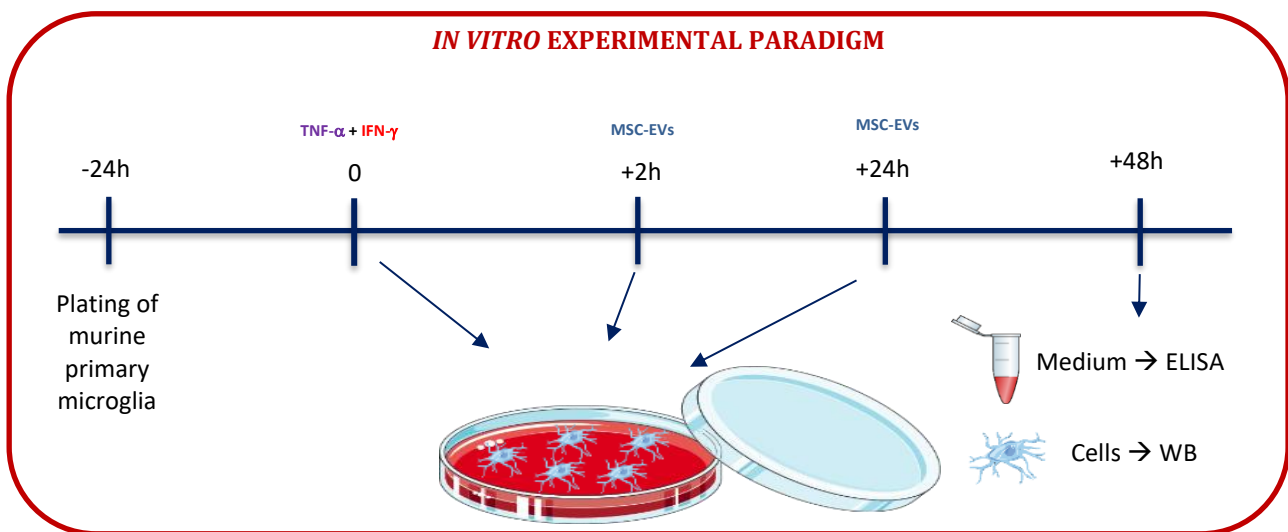 IN VITRO EXPERIMENTAL PARADIGM
TNF-α + IFN-γ
MSC-EVs
MSC-EVs
-24h
0
+2h
+24h
+48h
Plating of
murine
primary
microglia
Medium → ELISA
Cells → WB